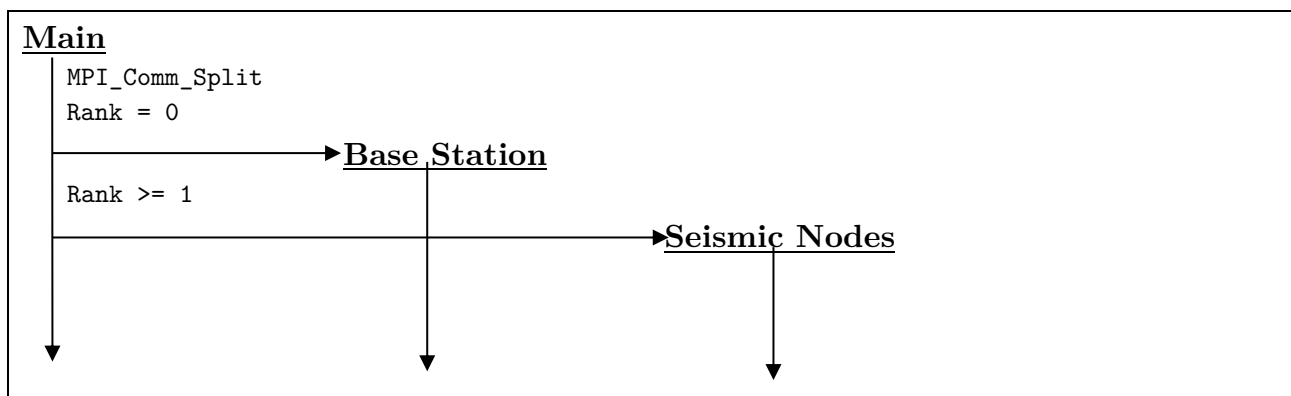 Main
MPI_Comm_Split
Rank = 0
Base Station
Rank >= 1
Seismic Nodes